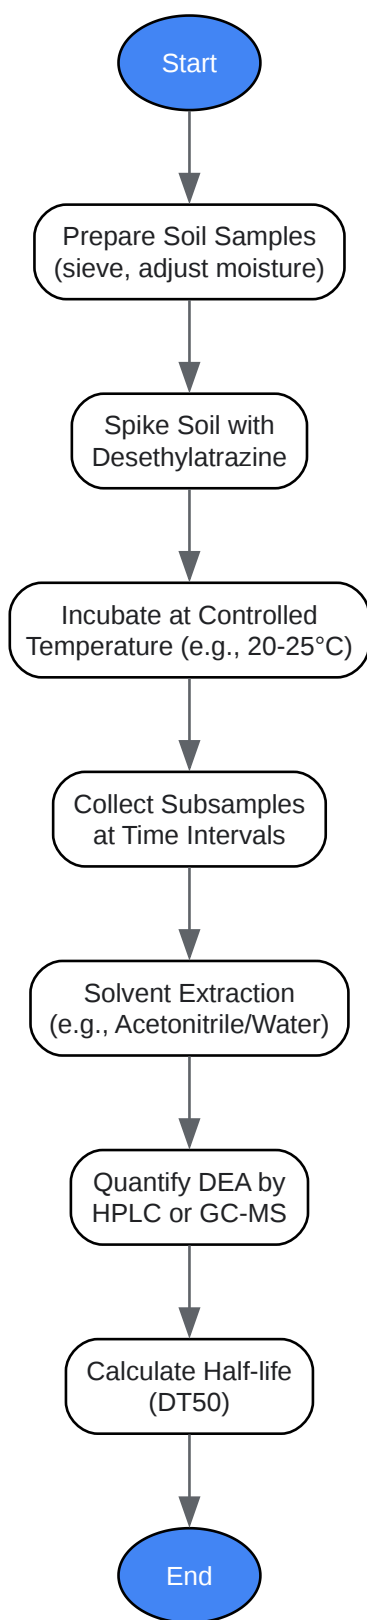 Start
Prepare Soil Samples
(sieve, adjust moisture)
Spike Soil with
Desethylatrazine
Incubate at Controlled
Temperature (e.g., 20-25°C)
Collect Subsamples
at Time Intervals
Solvent Extraction
(e.g., Acetonitrile/Water)
Quantify DEA by
HPLC or GC-MS
Calculate Half-life
(DT50)
End